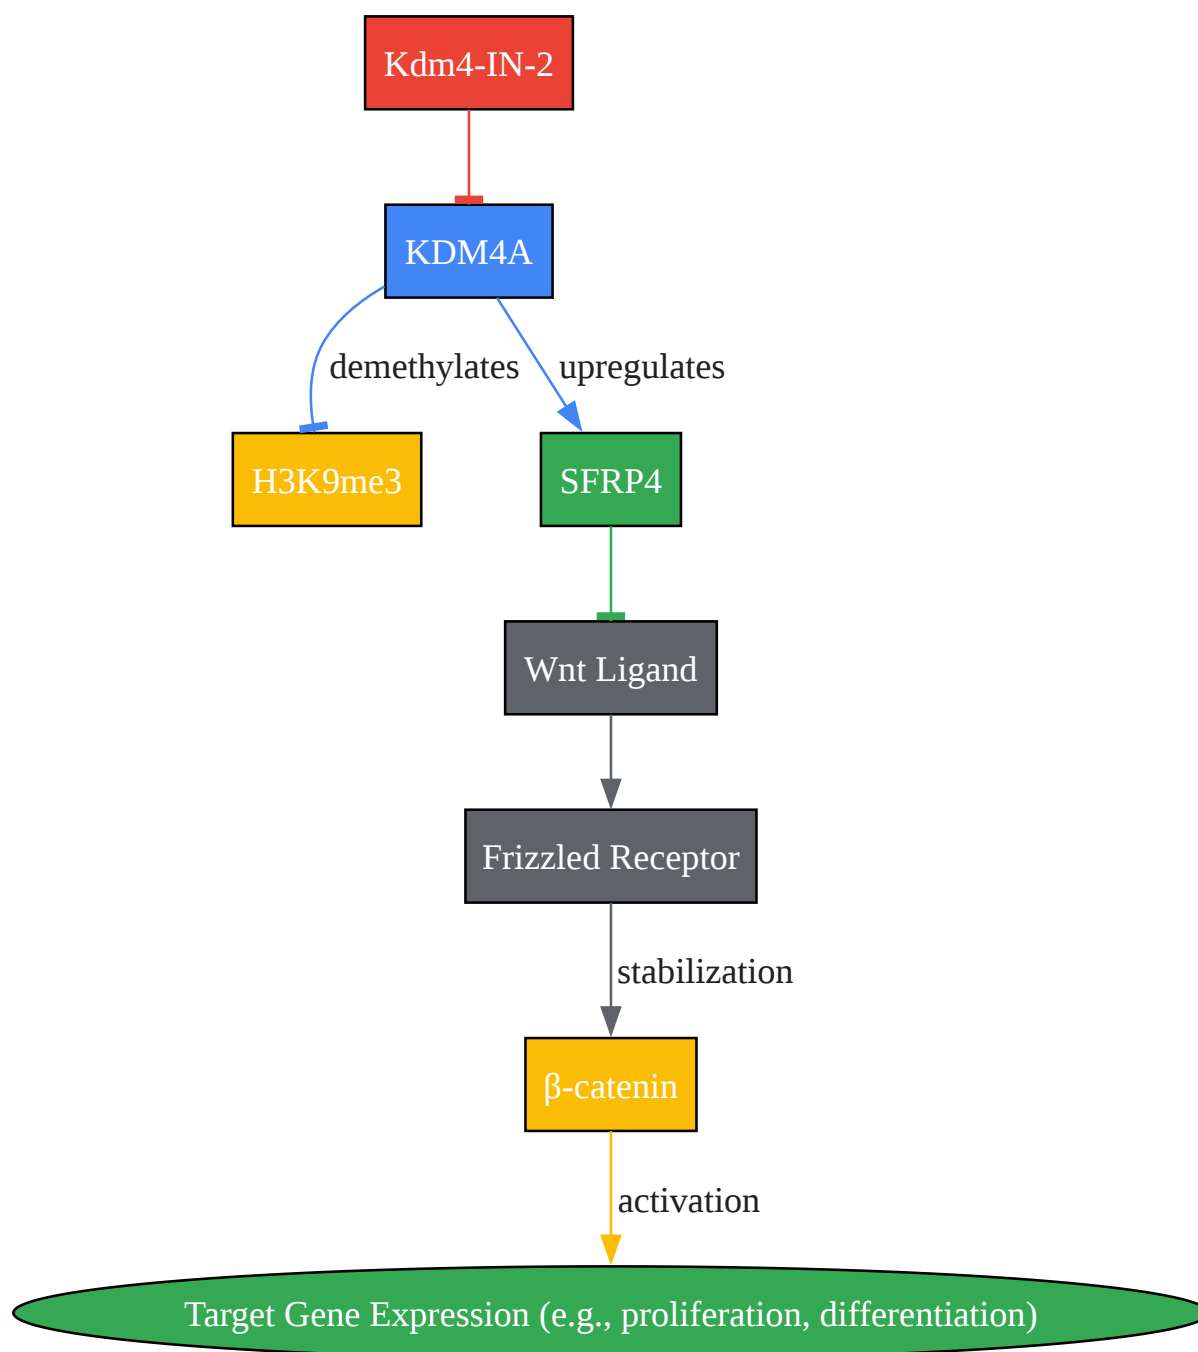 Kdm4-IN-2
KDM4A
demethylates
upregulates
H3K9me3
SFRP4
Wnt Ligand
Frizzled Receptor
stabilization
β-catenin
activation
Target Gene Expression (e.g., proliferation, differentiation)